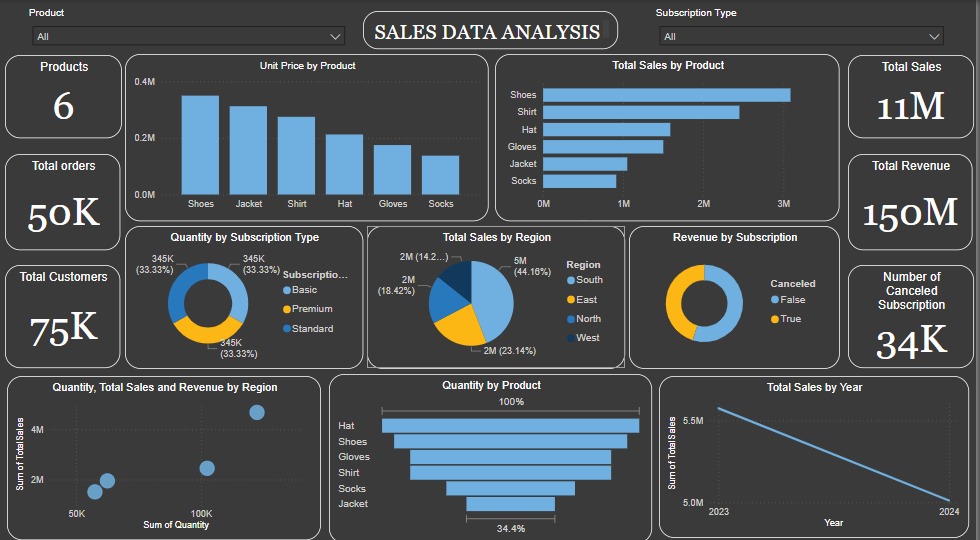 Product
All
SALES DATA ANALYSIS
Subscription Type
All
Products
6
Total orders
50K
Total Customers
75K
Unit Price by Product
0.4M
0.2M
0.0M
Shoes Jacket Shirt Hat Gloves Socks
Total Sales by Product
Shoes
Shirt
Hat
Gloves
Jacket
Socks
0M 1M 2M 3M
Total Sales
11M
Total Revenue
150M
Number of
Canceled
Subscription
34K
Quantity by Subscription Type
345K
(33.33%)
345K
(33.33%)
345K
(33.33%)
Subscriptio...
Basic
Premium
Standard
Total Sales by Region
2M (14.2...)
2M
(18.42%)
5M
(44.16%)
2M (23.14%)
Region
South
East
North
West
Revenue by Subscription
Canceled
False
True
Quantity, Total Sales and Revenue by Region
Sum of TotalSales
4M
2M
50K 100K
Sum of Quantity
Quantity by Product
100%
Hat
Shoes
Gloves
Shirt
Socks
Jacket
34.4%
Total Sales by Year
Sum of TotalSales
5.5M
5.0M
2023 2024
Year